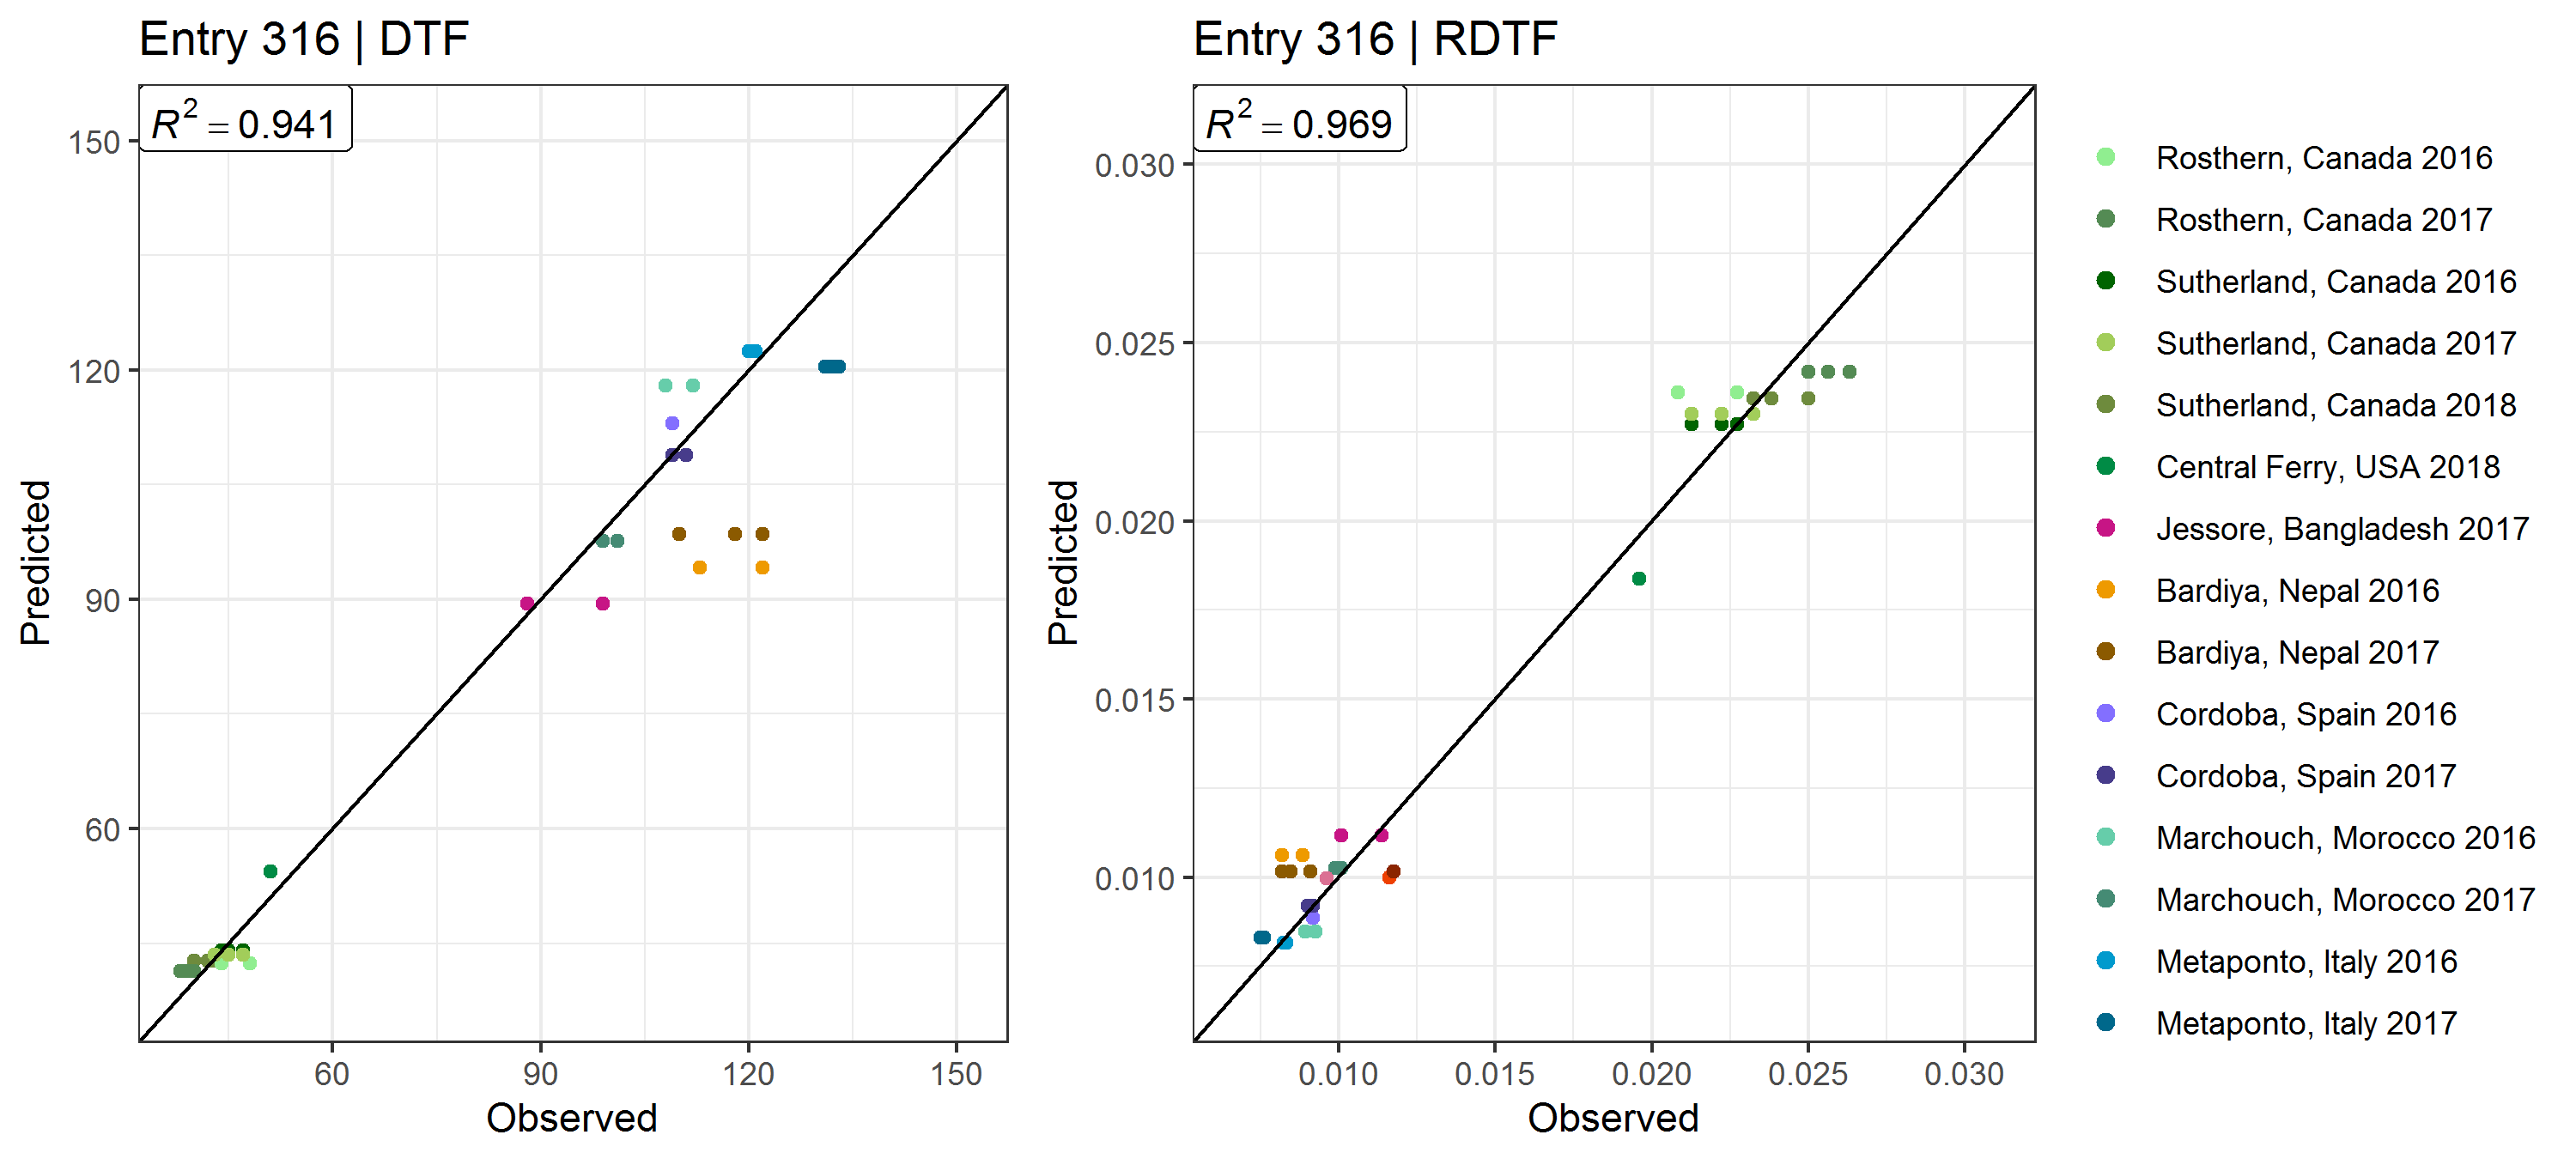 Entry 316 | DTF
R² = 0.941
150
120
90
60
60 90 120 150
Observed
Predicted
Entry 316 | RDTF
R² = 0.969
0.030
0.025
0.020
0.015
0.010
0.010 0.015 0.020 0.025 0.030
Observed
Predicted
Rosthern, Canada 2016
Rosthern, Canada 2017
Sutherland, Canada 2016
Sutherland, Canada 2017
Sutherland, Canada 2018
Central Ferry, USA 2018
Jessore, Bangladesh 2017
Bardiya, Nepal 2016
Bardiya, Nepal 2017
Cordoba, Spain 2016
Cordoba, Spain 2017
Marchouch, Morocco 2016
Marchouch, Morocco 2017
Metaponto, Italy 2016
Metaponto, Italy 2017